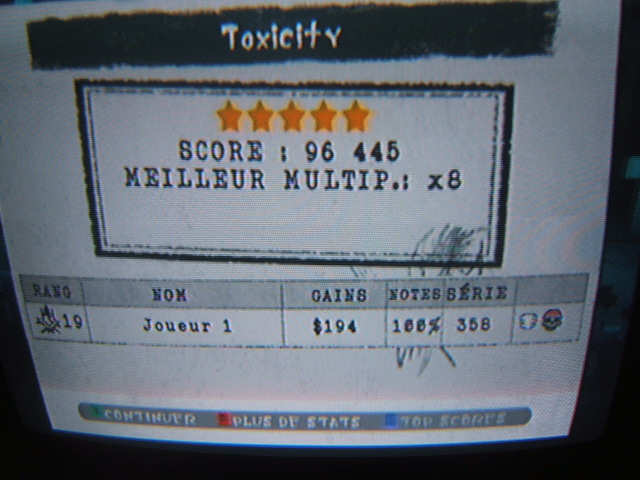 Toxicity
SCORE : 96 445
MEILLEUR MULTIP.: x8
RANG NOM GAINS NOTES SÉRIE
19 Joueur 1 $194 100% 358
CONTINUER PLUS DE STATS TOP SCORES